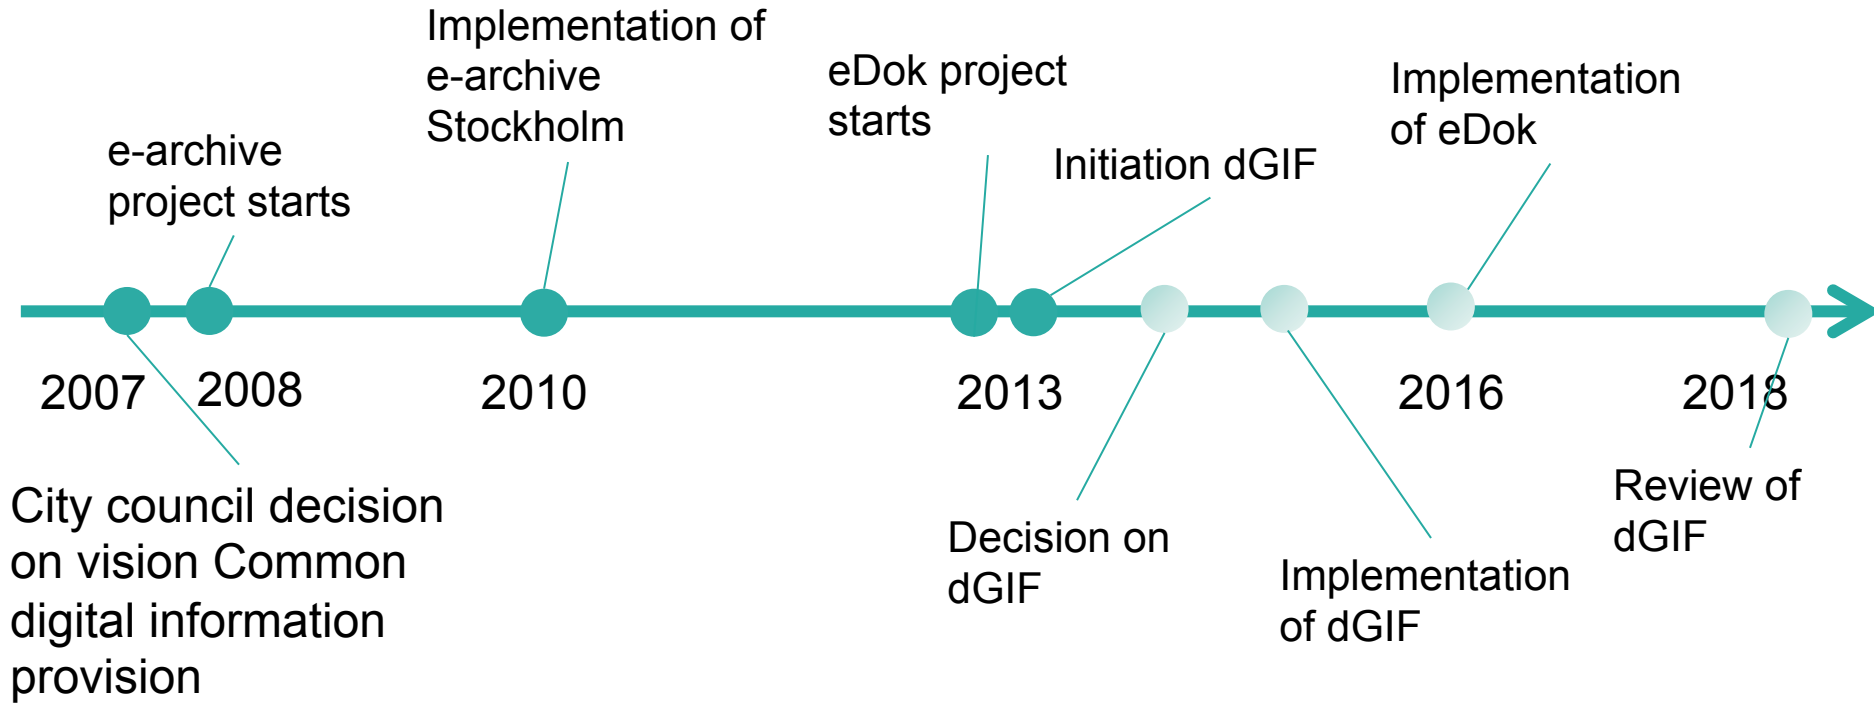 Implementation of
e-archive
Stockholm
eDok project
starts
Implementation
of eDok
e-archive
project starts
Initiation dGIF
2007
2008
2010
2013
2016
2018
City council decision
on vision Common
digital information
provision
Decision on
dGIF
Implementation
of dGIF
Review of
dGIF